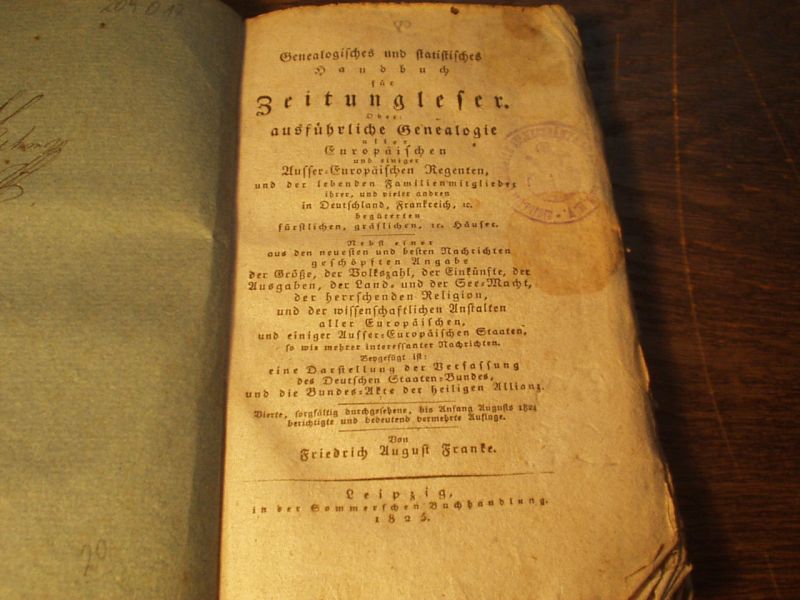 Genealogisches und statistisches
Handbuch
für
Zeitungleser.
Oder:
ausführliche Genealogie
aller
Europäischen
und einiger
Ausser-Europäischen Regenten,
und der lebenden Familienmitglieder
ihrer, und vieler andren
in Deutschland, Frankreich, ꝛc.
begüterten
fürstlichen, gräflichen, ꝛc. Häuser.
Nebst einer
aus den neuesten und besten Nachrichten
geschöpften Angabe
der Größe, der Volkszahl, der Einkünfte, der
Ausgaben, der Land- und der See-Macht,
der herrschenden Religion,
und der wissenschaftlichen Anstalten
aller Europäischen,
und einiger Ausser-Europäischen Staaten,
so wie mehrer interessanter Nachrichten.
Beygefügt ist:
eine Darstellung der Verfassung
des Deutschen Staaten-Bundes,
und die Bundes-Akte der heiligen Allianz.
Vierte, sorgfältig durchgesehene, bis Anfang Augusts
berichtigte und bedeutend vermehrte Auflage.
Von
Friedrich August Franke.
Leipzig,
in der Sommerschen Buchhandlung.
1825.
70